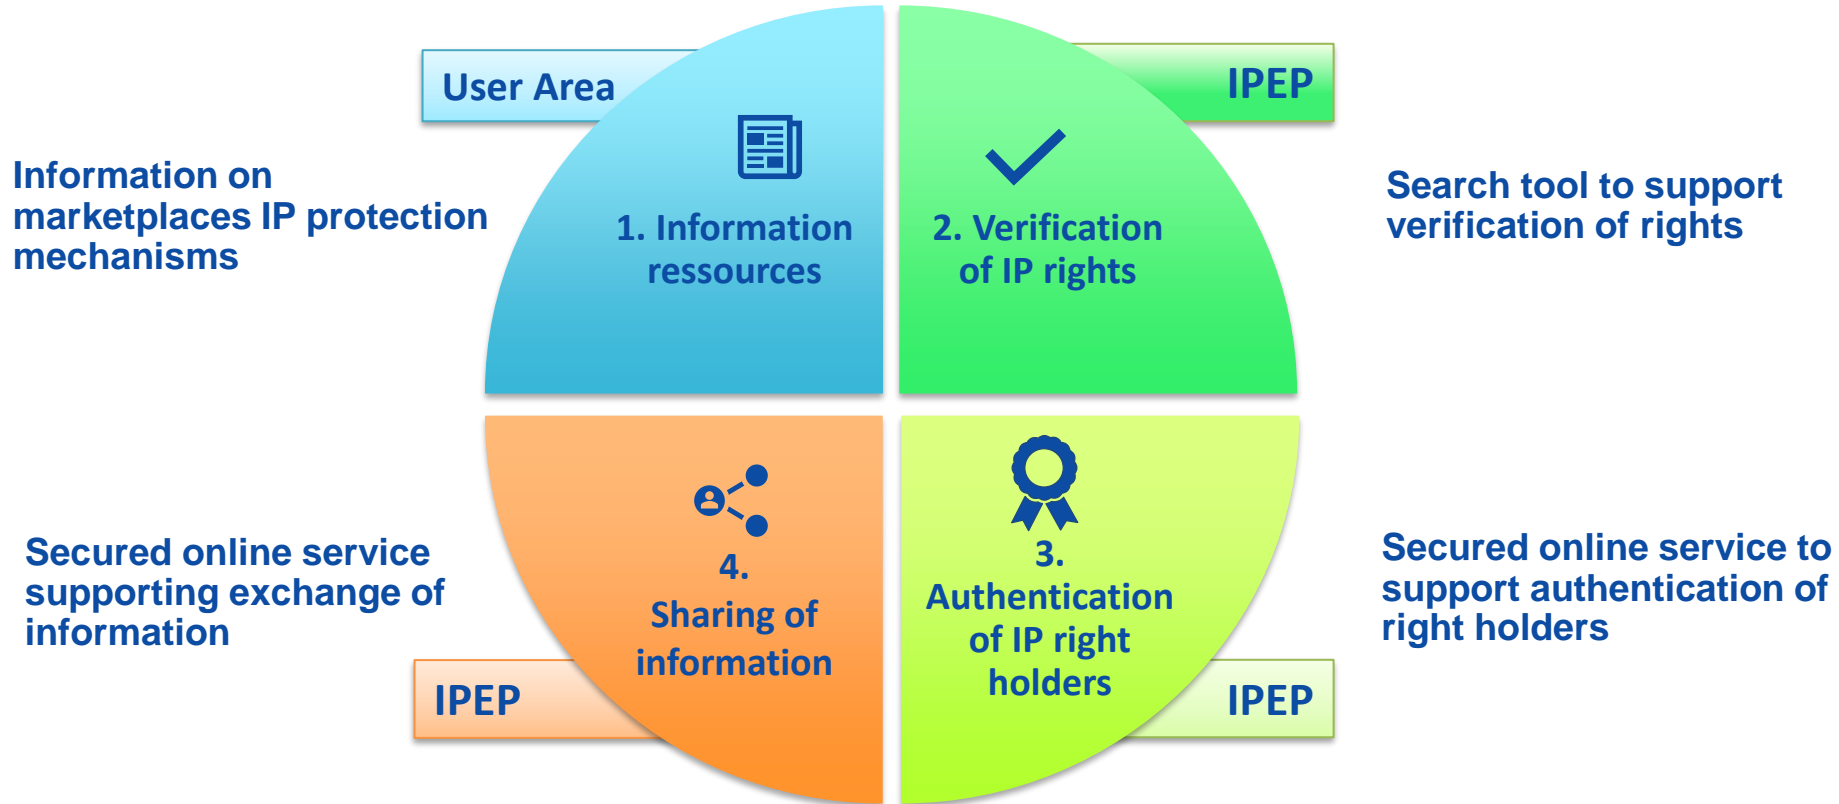 User Area
Information on
marketplaces IP protection
mechanisms
1. Information
ressources
IPEP
2. Verification
of IP rights
Search tool to support
verification of rights
Secured online service
supporting exchange of
information
4.
Sharing of
information
IPEP
3.
Authentication
of IP right
holders
Secured online service to
support authentication of
right holders
IPEP